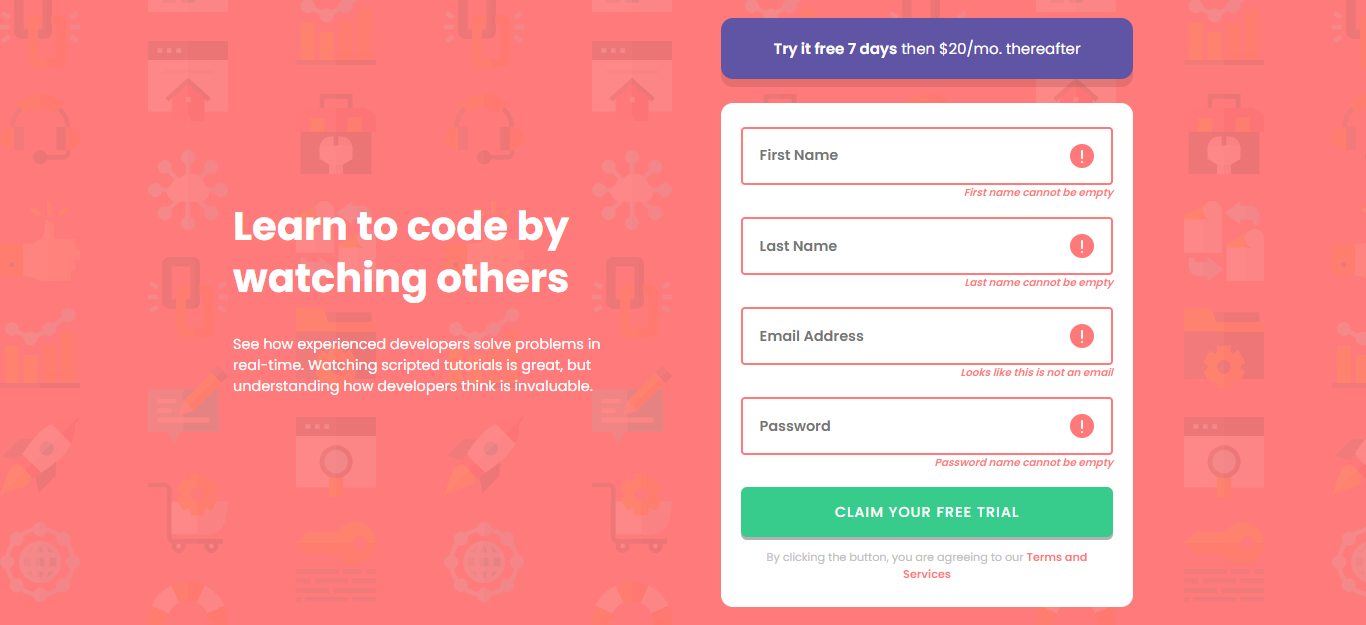 Try it free 7 days then $20/mo. thereafter
Learn to code by
watching others
See how experienced developers solve problems in
real-time. Watching scripted tutorials is great, but
understanding how developers think is invaluable.
First Name
First name cannot be empty
Last Name
Last name cannot be empty
Email Address
Looks like this is not an email
Password
Password name cannot be empty
CLAIM YOUR FREE TRIAL
By clicking the button, you are agreeing to our Terms and
Services